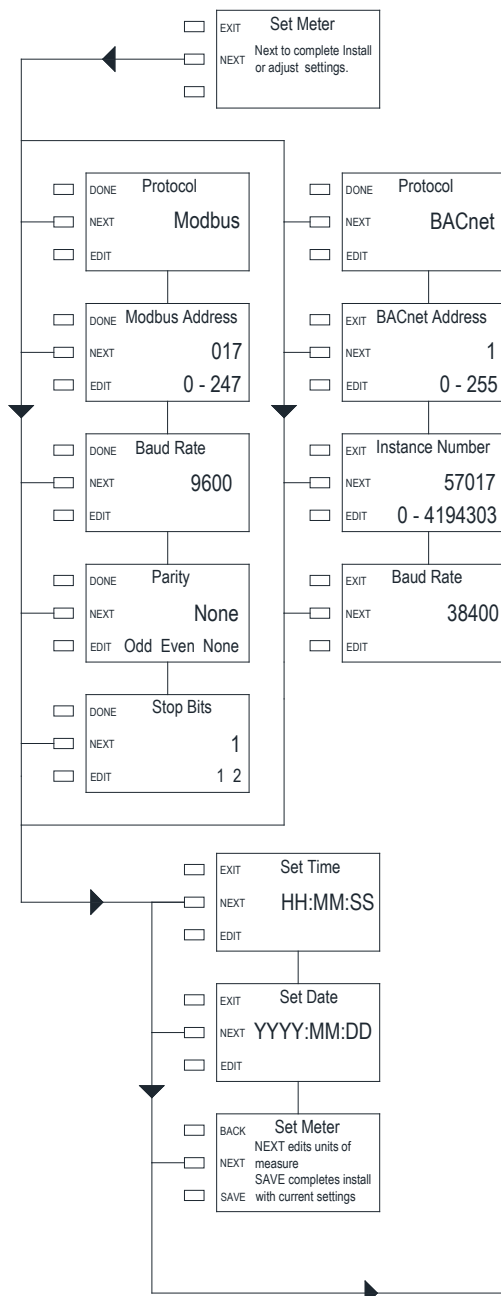 Set Meter
EXIT
Next to complete Install
NEXT
or adjust settings.
DONE
Protocol
NEXT
Modbus
EDIT
DONE
Modbus Address
NEXT
017
EDIT
0 - 247
DONE
Baud Rate
NEXT
9600
EDIT
DONE
Parity
NEXT
None
EDIT
Odd Even None
DONE
Stop Bits
NEXT
1
EDIT
1 2
DONE
Protocol
NEXT
BACnet
EDIT
EXIT
BACnet Address
NEXT
1
EDIT
0 - 255
EXIT
Instance Number
NEXT
57017
EDIT
0 - 4194303
EXIT
Baud Rate
NEXT
38400
EDIT
EXIT
Set Time
NEXT
HH:MM:SS
EDIT
EXIT
Set Date
NEXT
YYYY:MM:DD
EDIT
BACK
Set Meter
NEXT edits units of
NEXT
measure
SAVE completes install
SAVE
with current settings